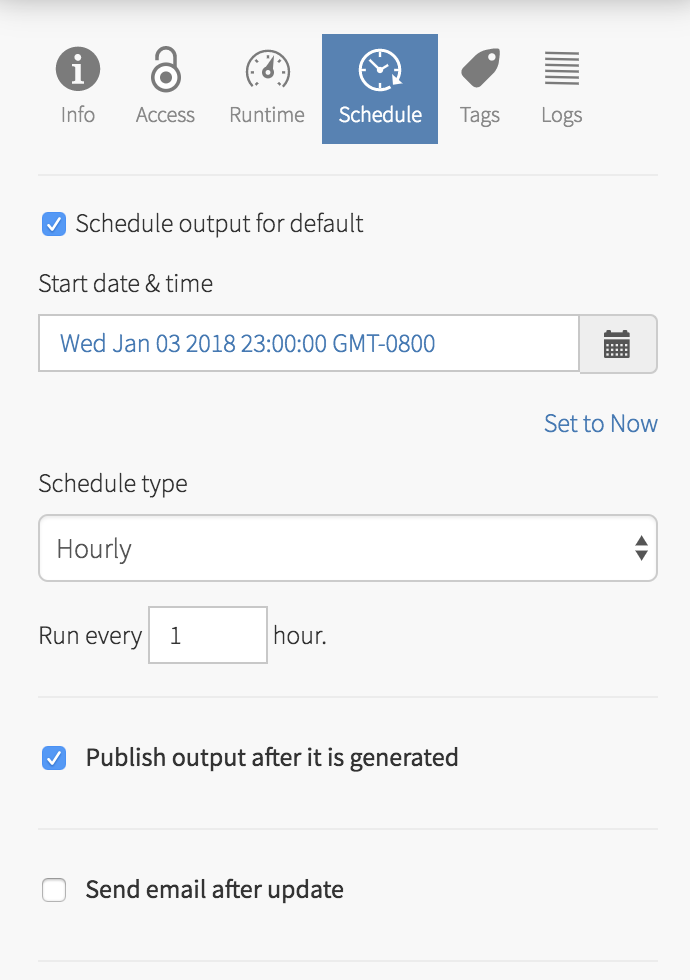 Info Access Runtime Schedule Tags Logs
Schedule output for default
Start date & time
Wed Jan 03 2018 23:00:00 GMT-0800
Set to Now
Schedule type
Hourly
Run every 1 hour.
Publish output after it is generated
Send email after update